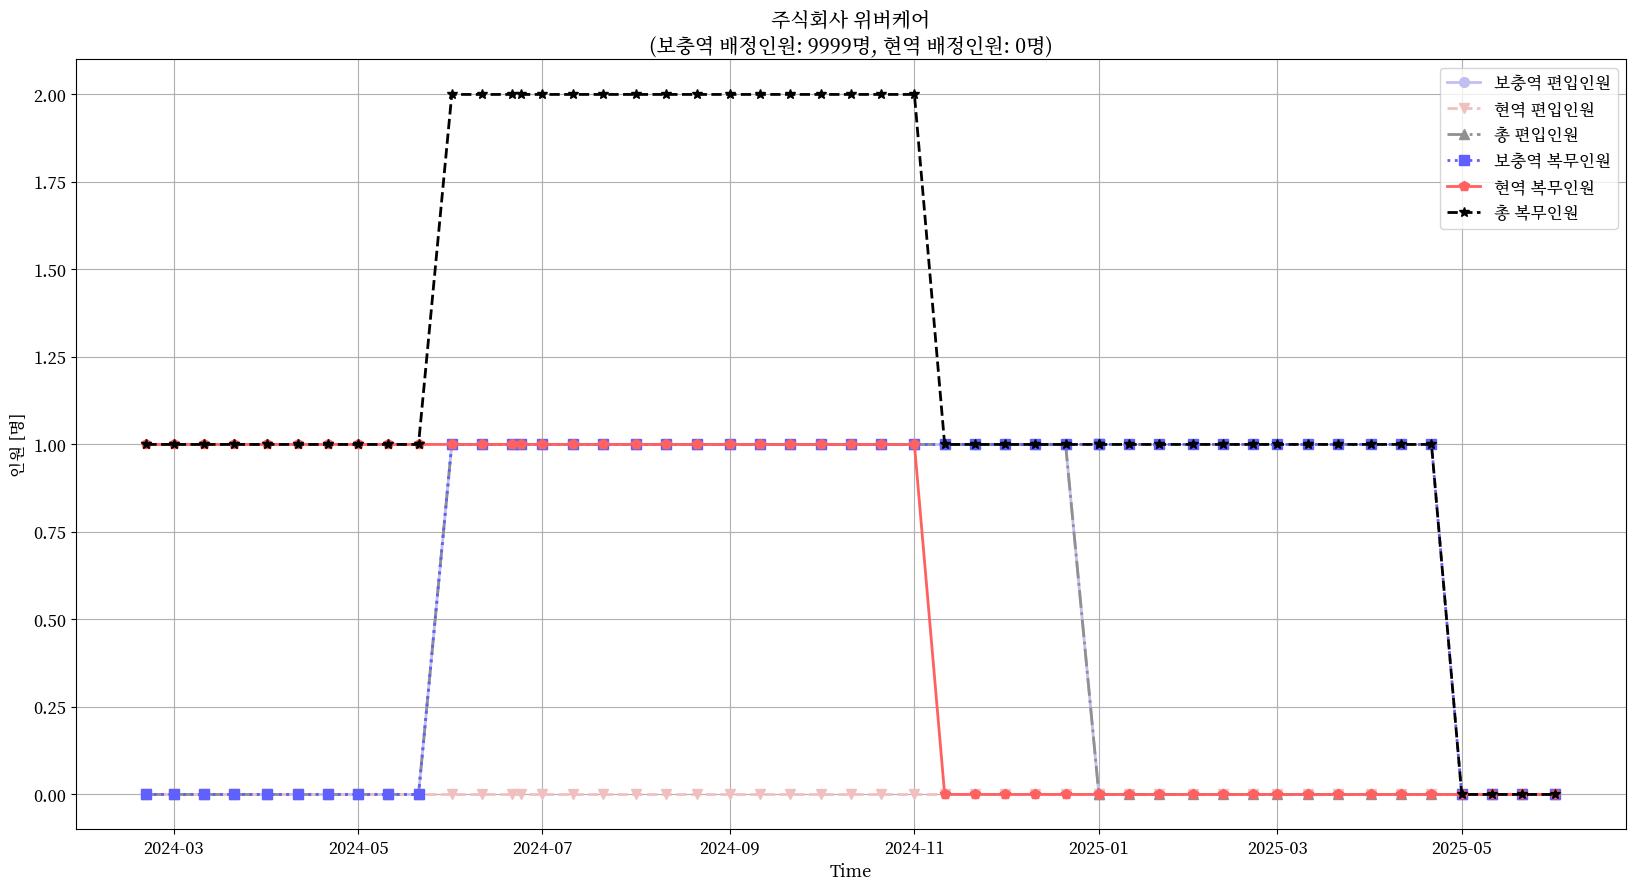 주식회사 위버케어
(보충역 배정인원: 9999명, 현역 배정인원: 0명)
보충역 편입인원
현역 편입인원
총 편입인원
보충역 복무인원
현역 복무인원
총 복무인원
인원 [명]
2.00
1.75
1.50
1.25
1.00
0.75
0.50
0.25
0.00
2024-03 2024-05 2024-07 2024-09 2024-11 2025-01 2025-03 2025-05
Time